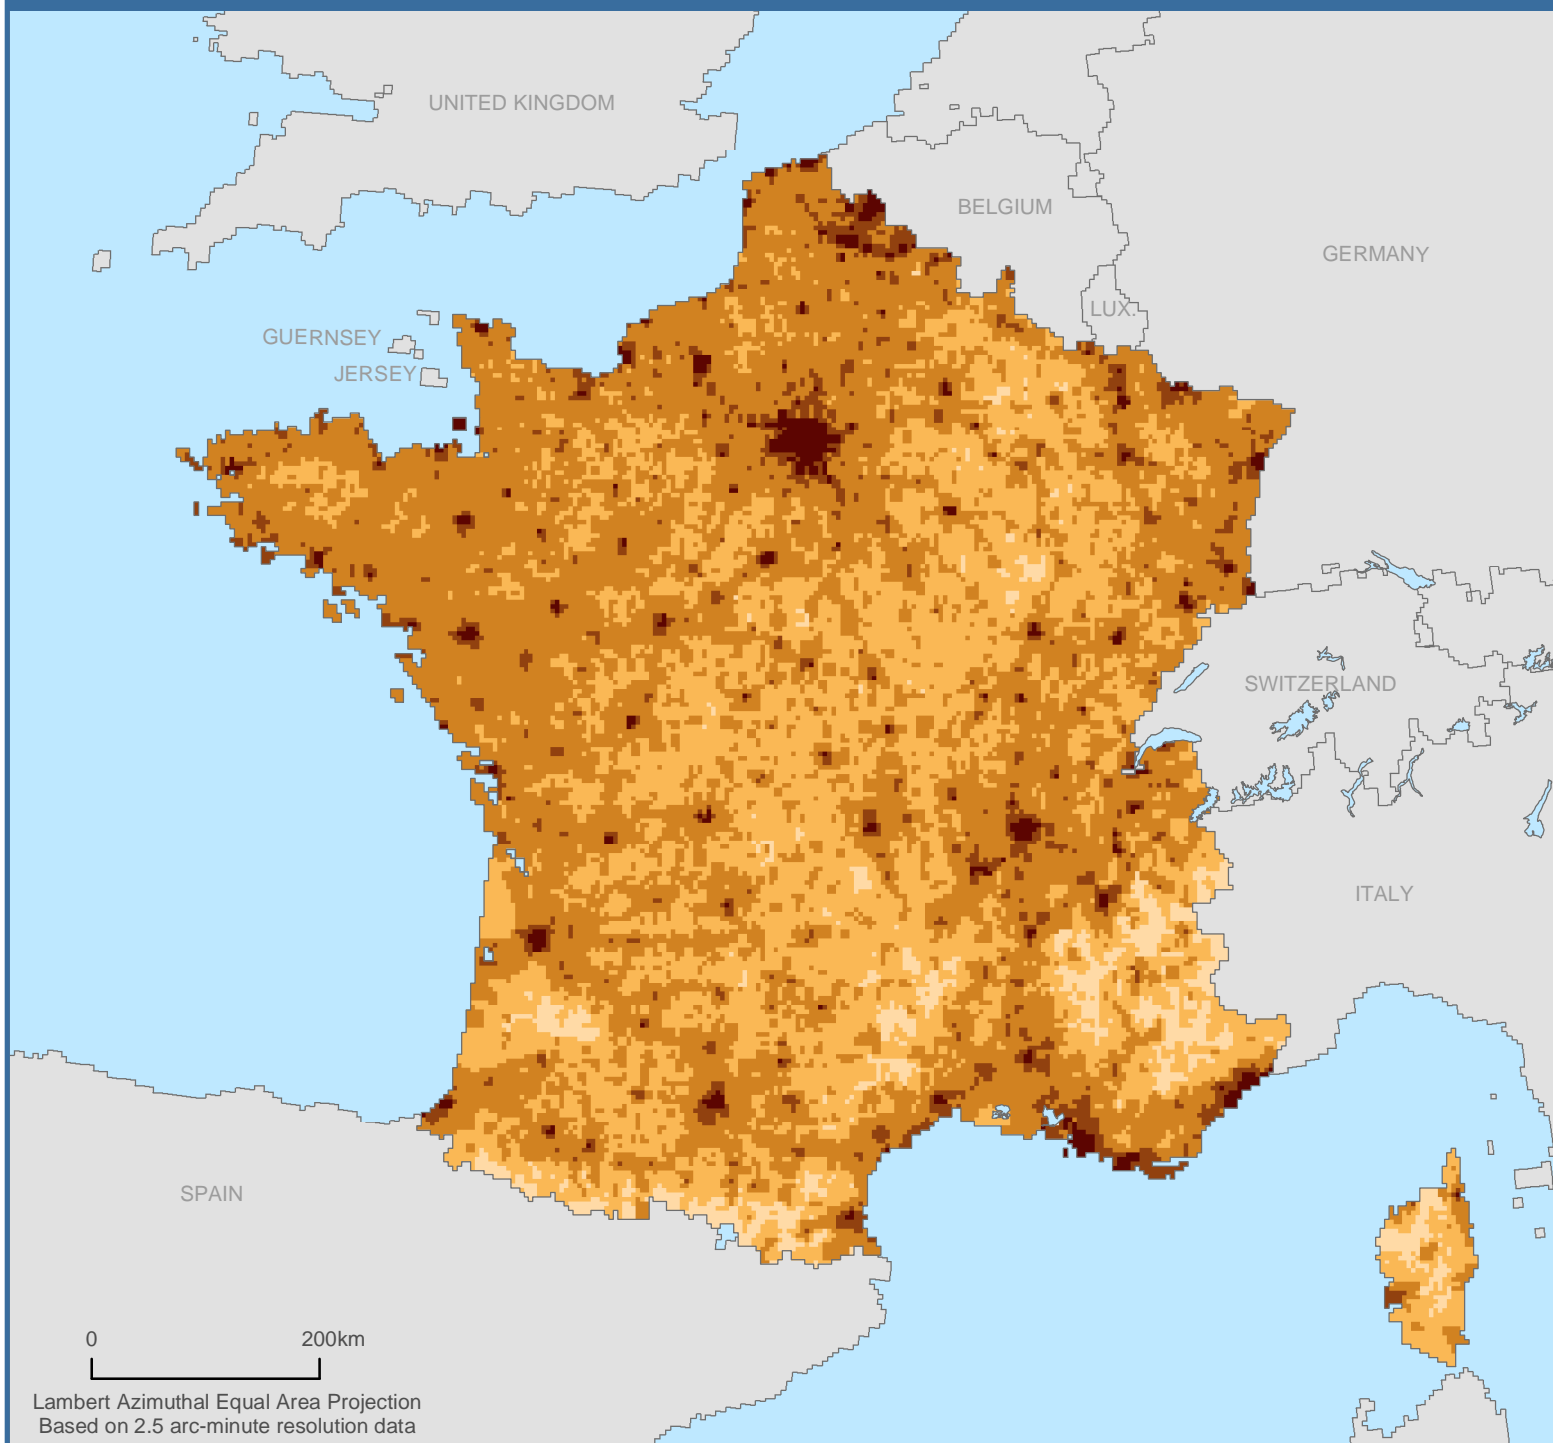 UNITED KINGDOM
BELGIUM
GERMANY
LUX.
GUERNSEY
JERSEY
SWITZERLAND
ITALY
SPAIN
0 200km
Lambert Azimuthal Equal Area Projection
Based on 2.5 arc-minute resolution data